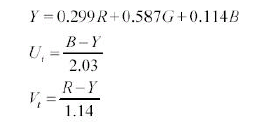 Y = 0.299R + 0.587G + 0.114B
U_t = (B − Y) / 2.03
V_t = (R − Y) / 1.14